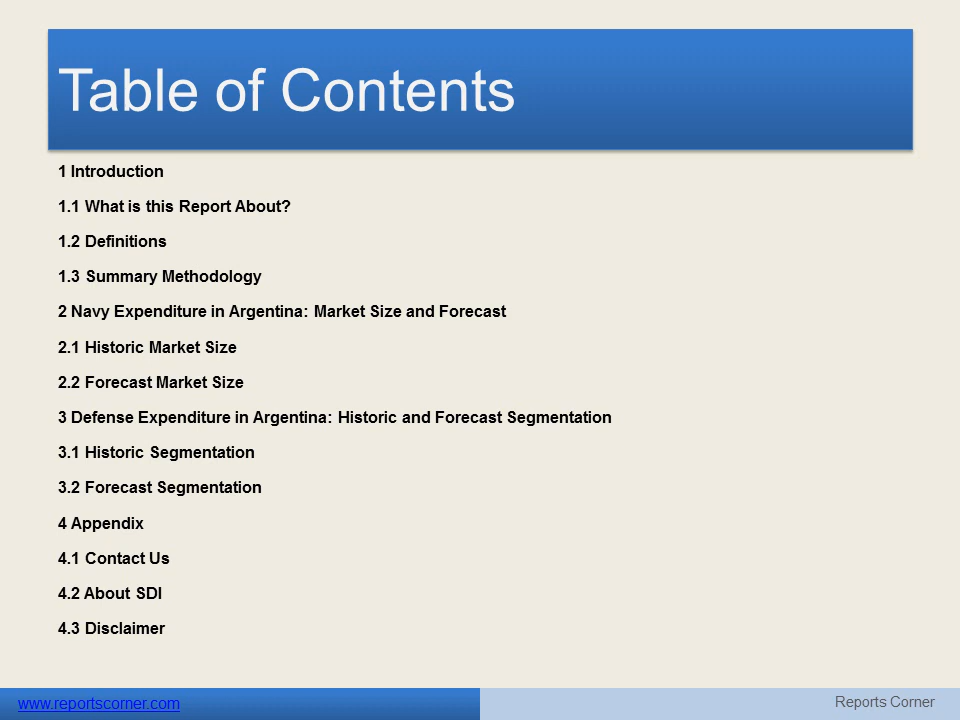 Table of Contents
1 Introduction
1.1 What is this Report About?
1.2 Definitions
1.3 Summary Methodology
2 Navy Expenditure in Argentina: Market Size and Forecast
2.1 Historic Market Size
2.2 Forecast Market Size
3 Defense Expenditure in Argentina: Historic and Forecast Segmentation
3.1 Historic Segmentation
3.2 Forecast Segmentation
4 Appendix
4.1 Contact Us
4.2 About SDI
4.3 Disclaimer
www.reportscorner.com
Reports Corner